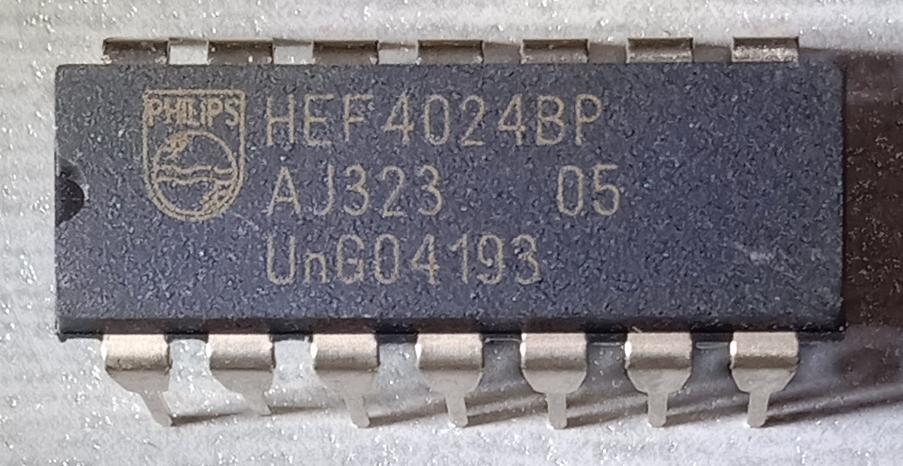 PHILIPS
HEF4024BP
AJ323 05
UnG04193